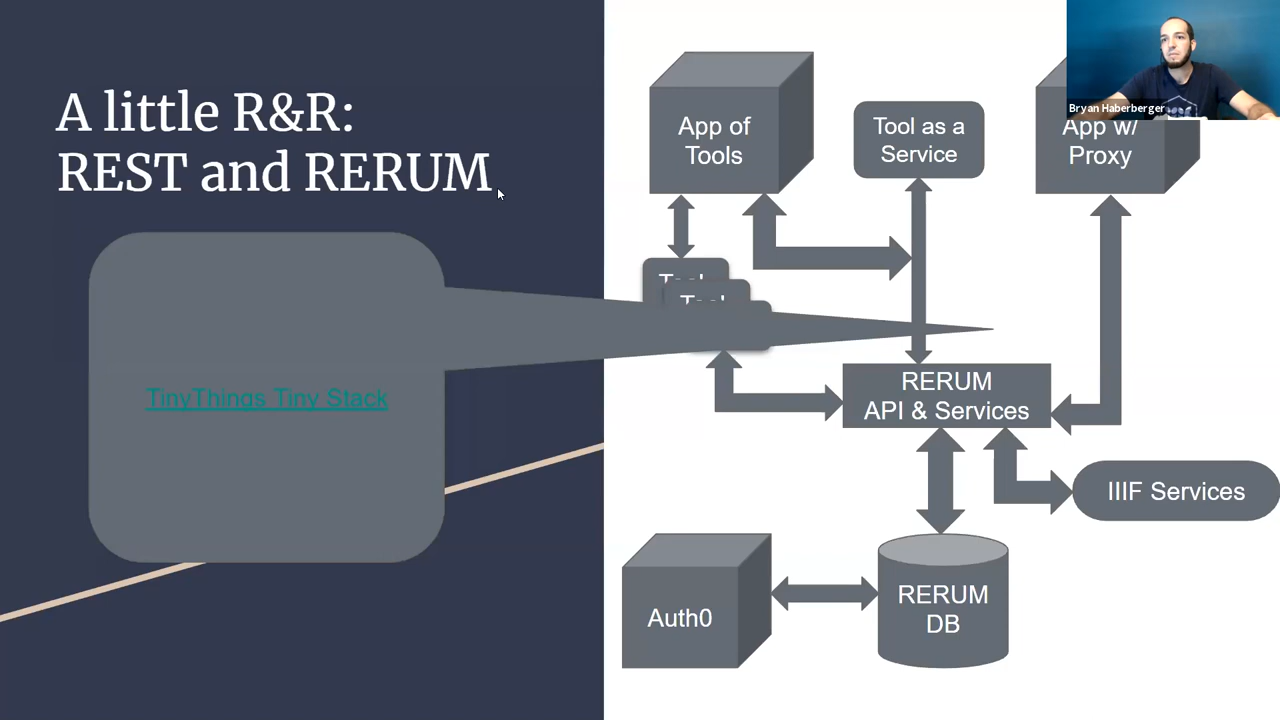 A little R&R:
REST and RERUM
TinyThings Tiny Stack
App of
Tools
Tool as a
Service
Bryan Haberberger
App w/
Proxy
RERUM
API & Services
IIIF Services
Auth0
RERUM
DB